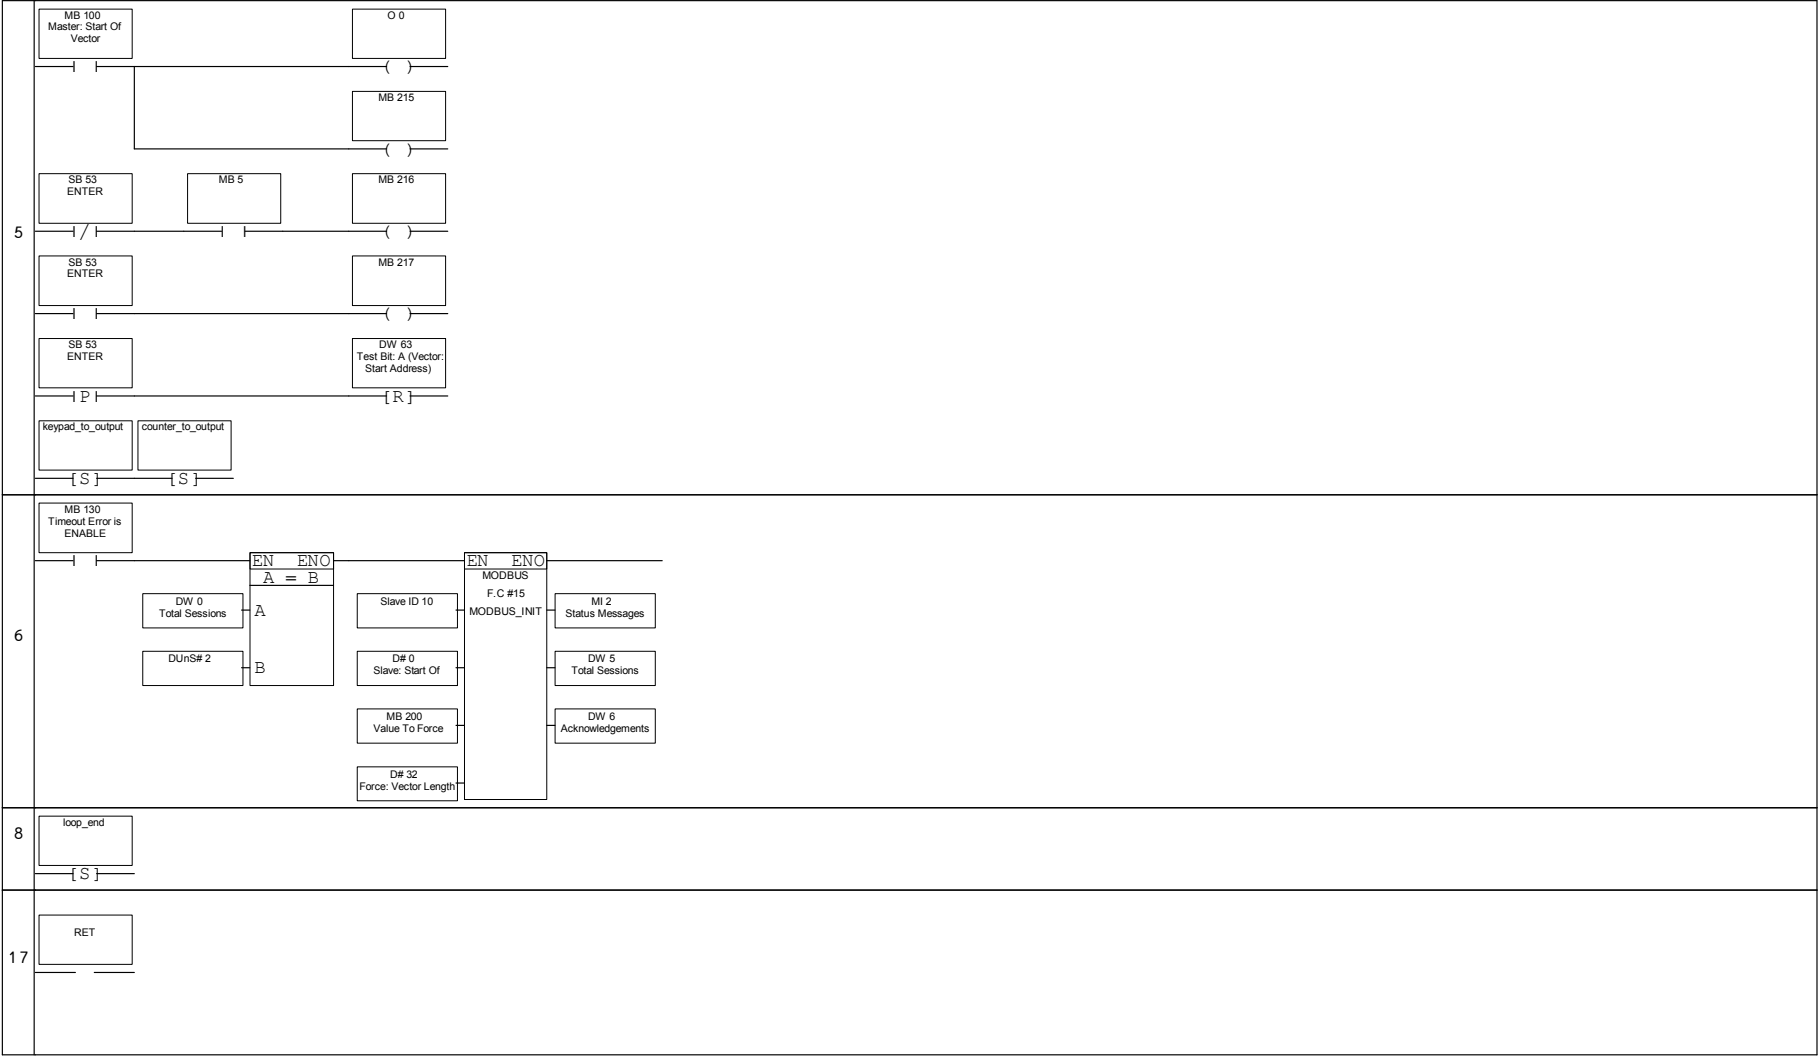 MB 100
Master: Start Of
Vector
O 0
MB 215
SB 53
ENTER
MB 5
MB 216
/
5
SB 53
ENTER
MB 217
SB 53
ENTER
DW 63
Test Bit: A (Vector:
Start Address)
P
[R]
keypad_to_output
counter_to_output
[S]
[S]
MB 130
Timeout Error is
ENABLE
EN ENO
A = B
EN ENO
MODBUS
F.C #15
MODBUS_INIT
DW 0
Total Sessions
A
Slave ID 10
MI 2
Status Messages
6
DUnS# 2
B
D# 0
Slave: Start Of
DW 5
Total Sessions
MB 200
Value To Force
DW 6
Acknowledgements
D# 32
Force: Vector Length
8
loop_end
[S]
RET
17